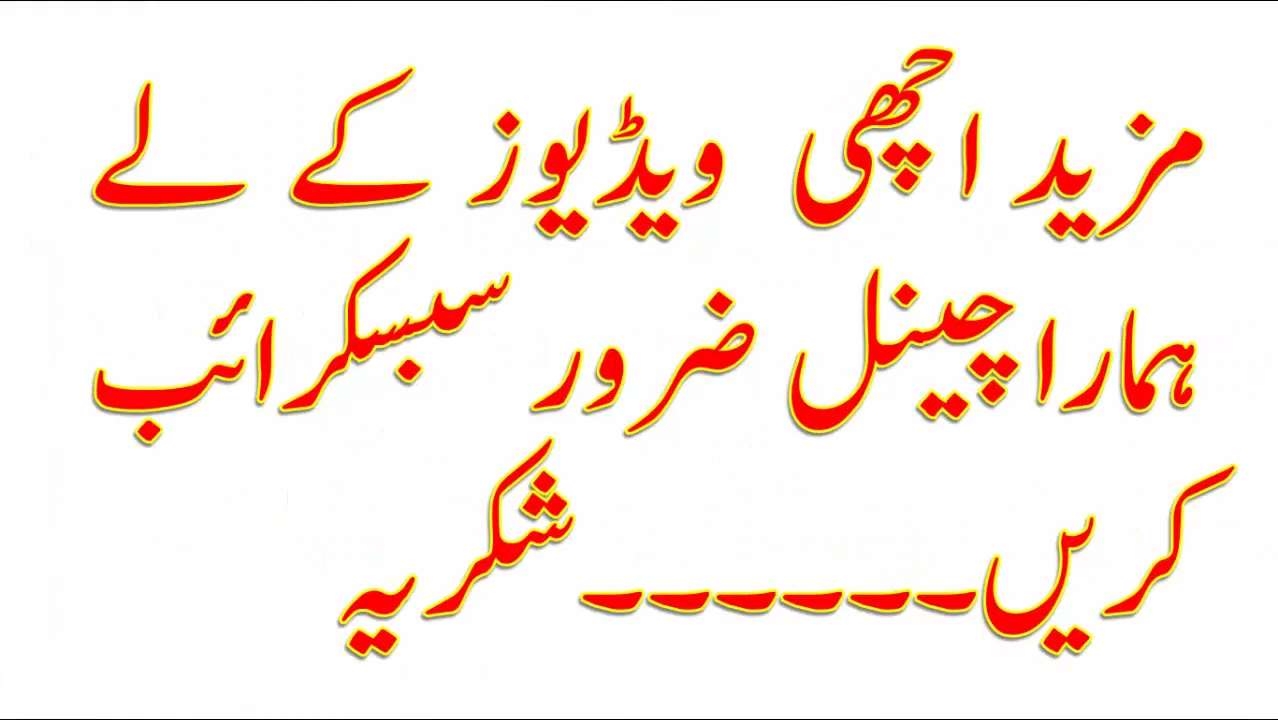 مزید اچھی ویڈیوز کے لے
ہمارا چینل ضرور سبسکرائب
کریں۔۔۔۔۔۔ شکریہ